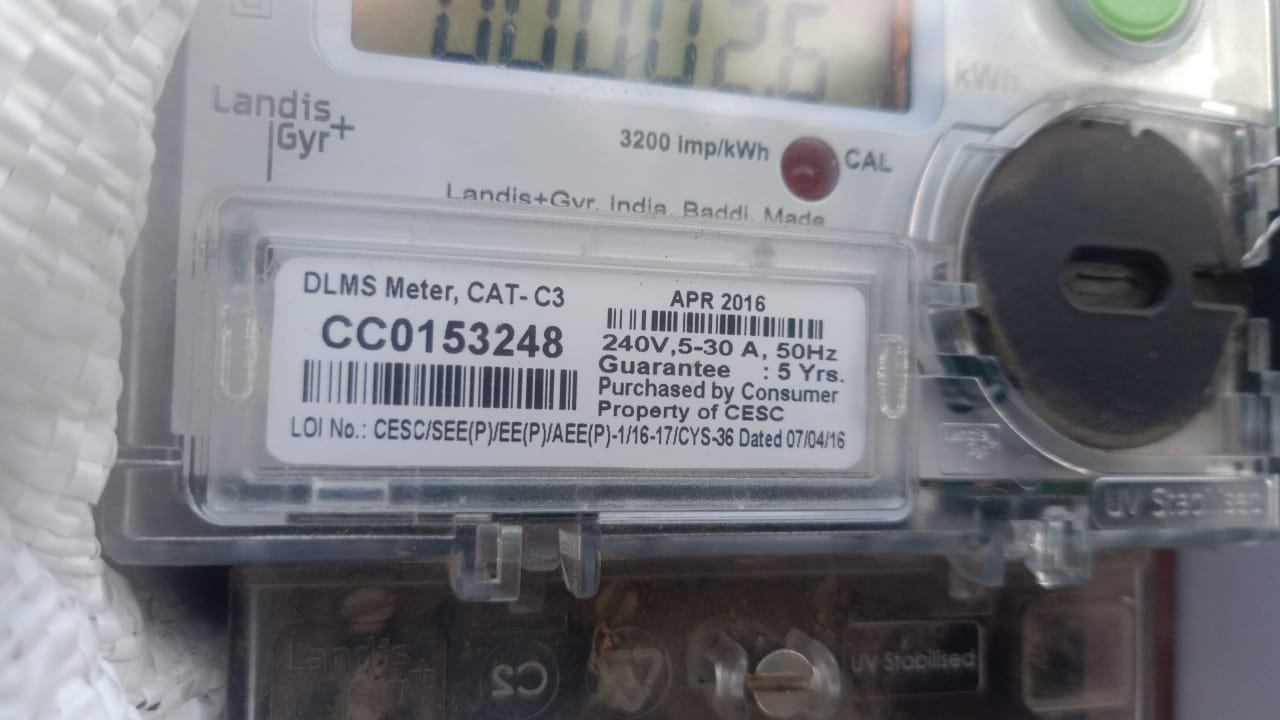 Landis
Gyr+
kWh
3200 imp/kWh
CAL
Landis+Gyr, India, Baddi, Made
DLMS Meter, CAT- C3
APR 2016
CC0153248
240V,5-30 A, 50Hz
Guarantee : 5 Yrs.
Purchased by Consumer
Property of CESC
LOI No.: CESC/SEE(P)/EE(P)/AEE(P)-1/16-17/CYS-36 Dated 07/04/16
UV Stabilised
Landis+
C2
UV Stabilised